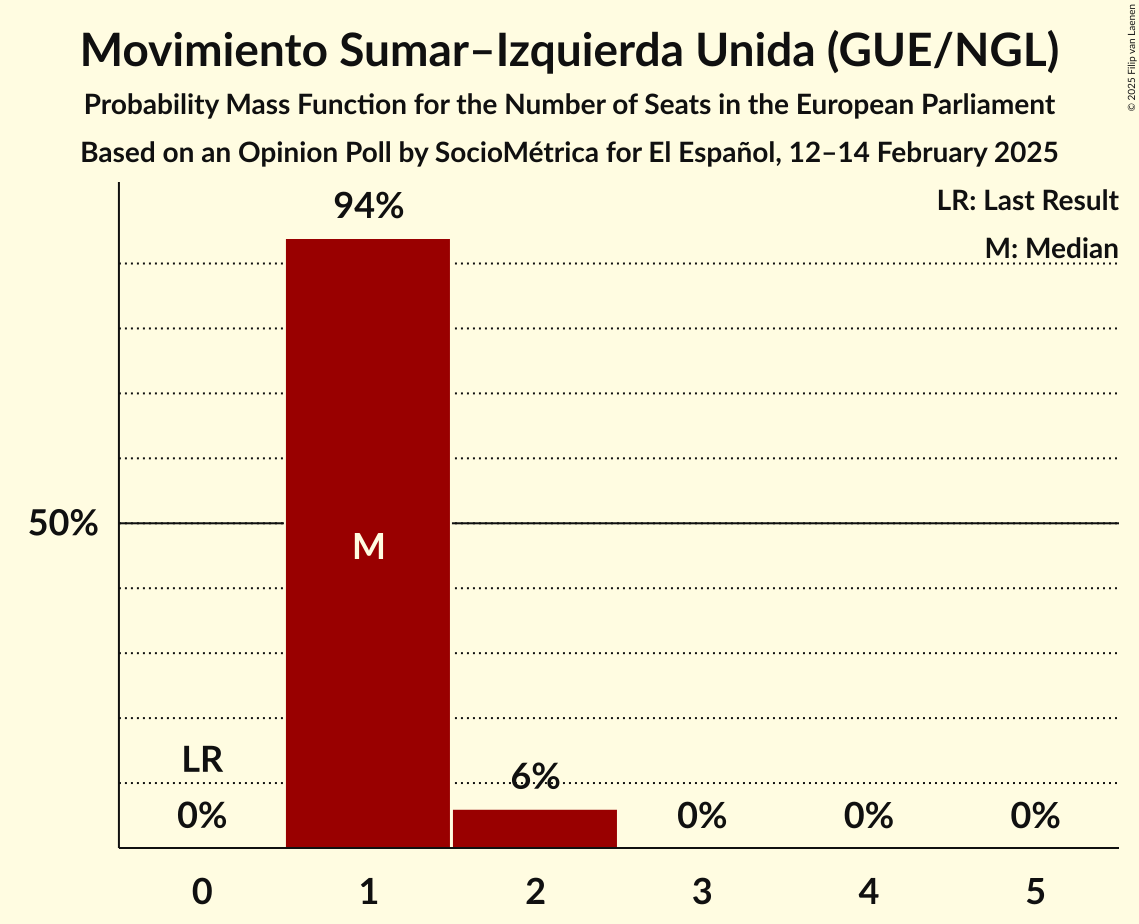 Movimiento Sumar–Izquierda Unida (GUE/NGL)
Probability Mass Function for the Number of Seats in the European Parliament
Based on an Opinion Poll by SocioMétrica for El Español, 12–14 February 2025
© 2025 Filip van Laenen
LR: Last Result
M: Median
94%
50%
M
LR
6%
0%
0%
0%
0%
0 1 2 3 4 5